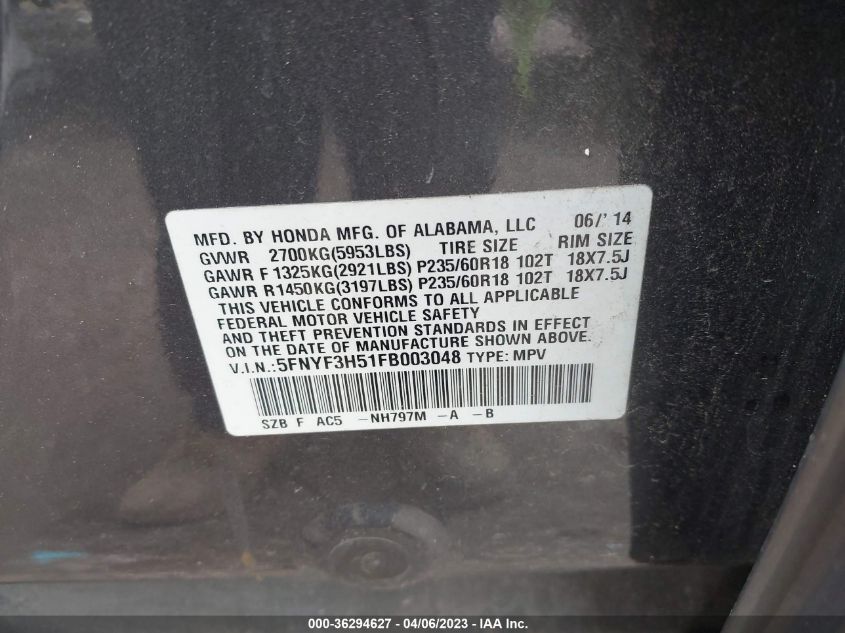 MFD. BY HONDA MFG. OF ALABAMA, LLC 06/' 14
GVWR 2700KG(5953LBS) TIRE SIZE RIM SIZE
GAWR F 1325KG(2921LBS) P235/60R18 102T 18X7.5J
GAWR R1450KG(3197LBS) P235/60R18 102T 18X7.5J
THIS VEHICLE CONFORMS TO ALL APPLICABLE
FEDERAL MOTOR VEHICLE SAFETY
AND THEFT PREVENTION STANDARDS IN EFFECT
ON THE DATE OF MANUFACTURE SHOWN ABOVE.
V.I.N.:5FNYF3H51FB003048 TYPE: MPV
SZB F AC5 -NH797M -A -B
000-36294627 - 04/06/2023 - IAA Inc.